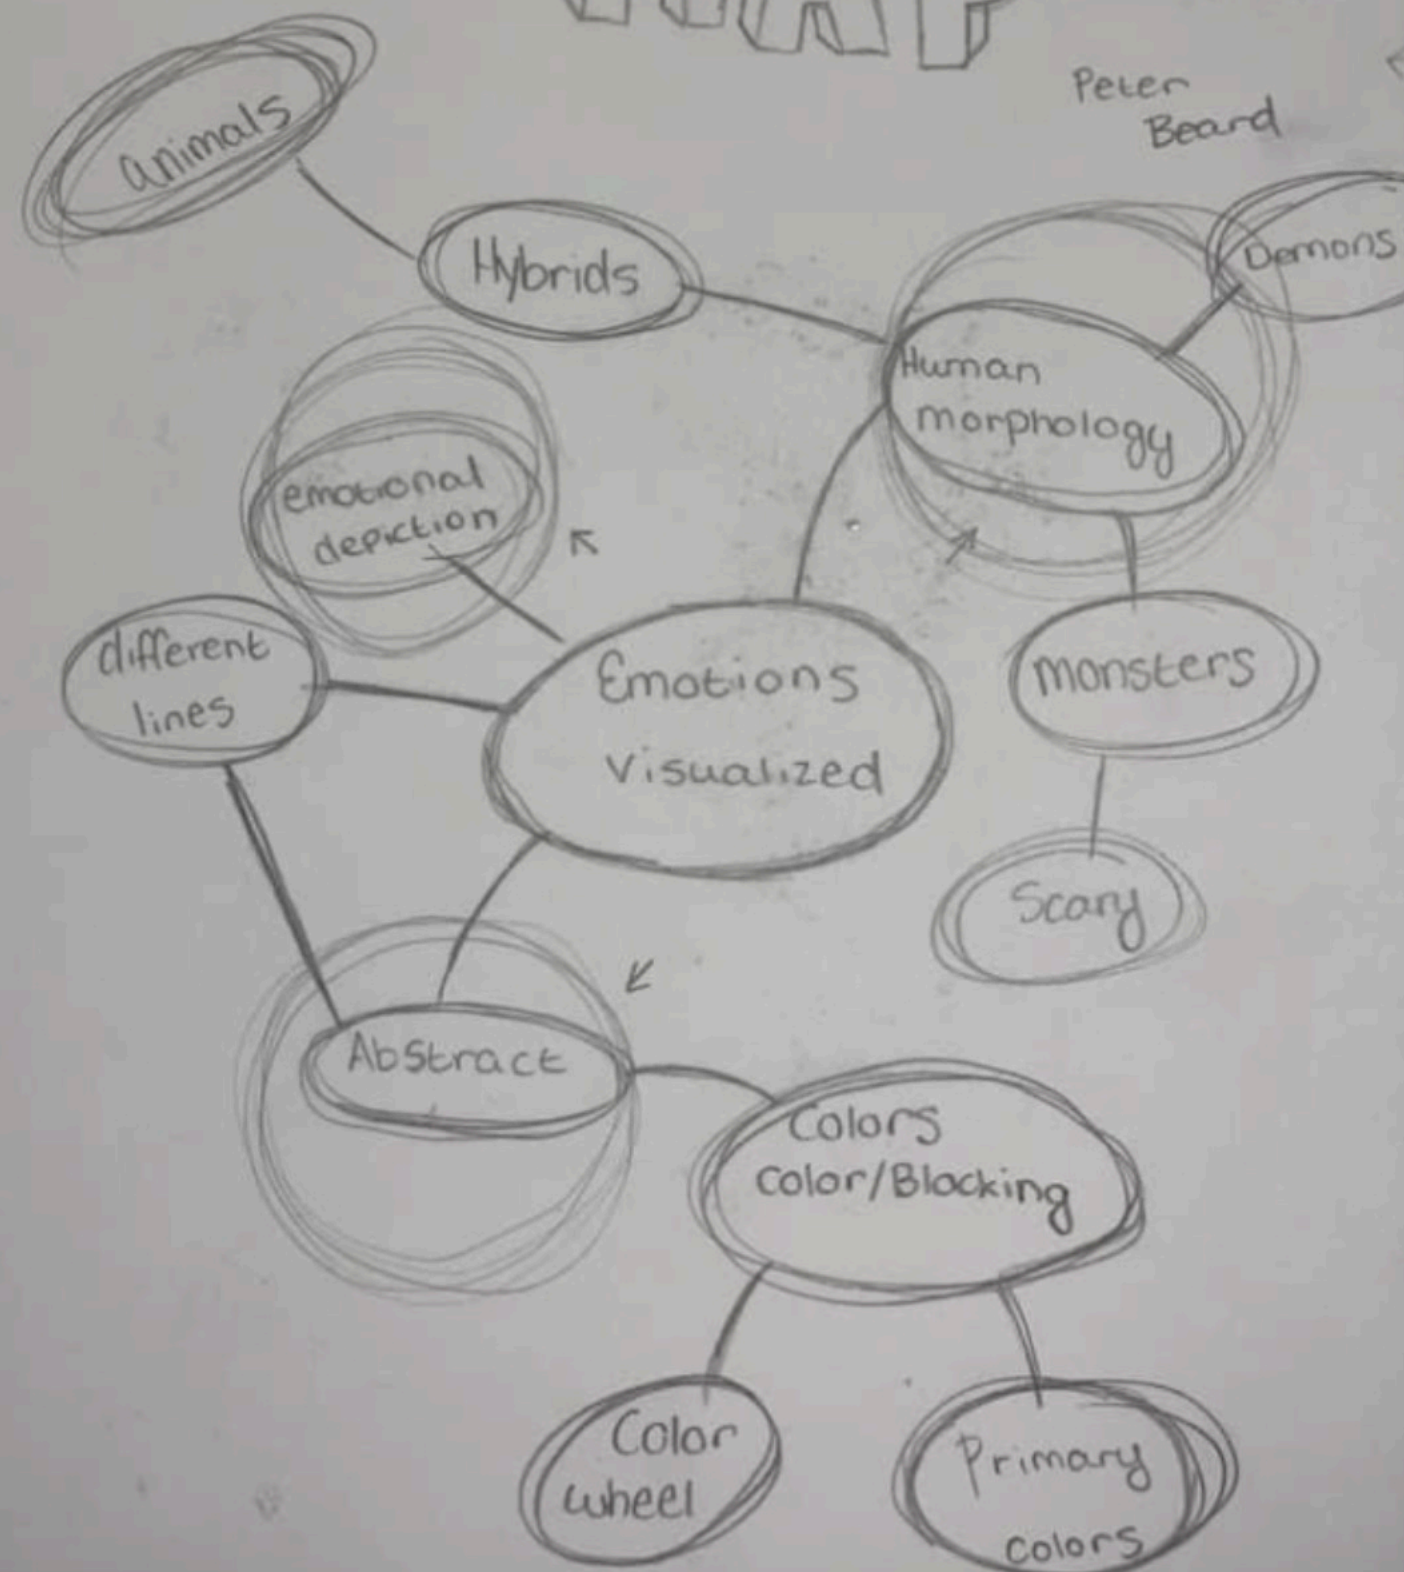 Peter
Beard
animals
Hybrids
Demons
Human
morphology
emotional
depiction
different
lines
Emotions
Visualized
monsters
Scary
Abstract
Colors
Color/Blocking
Color
wheel
Primary
colors